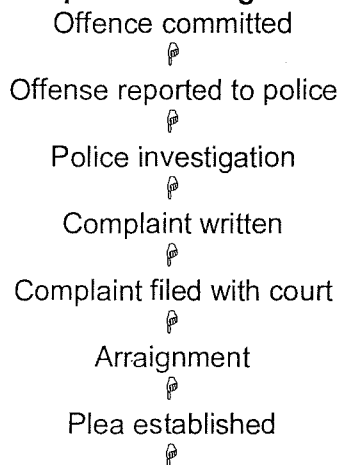 Offence committed
Offense reported to police
Police investigation
Complaint written
Complaint filed with court
Arraignment
Plea established